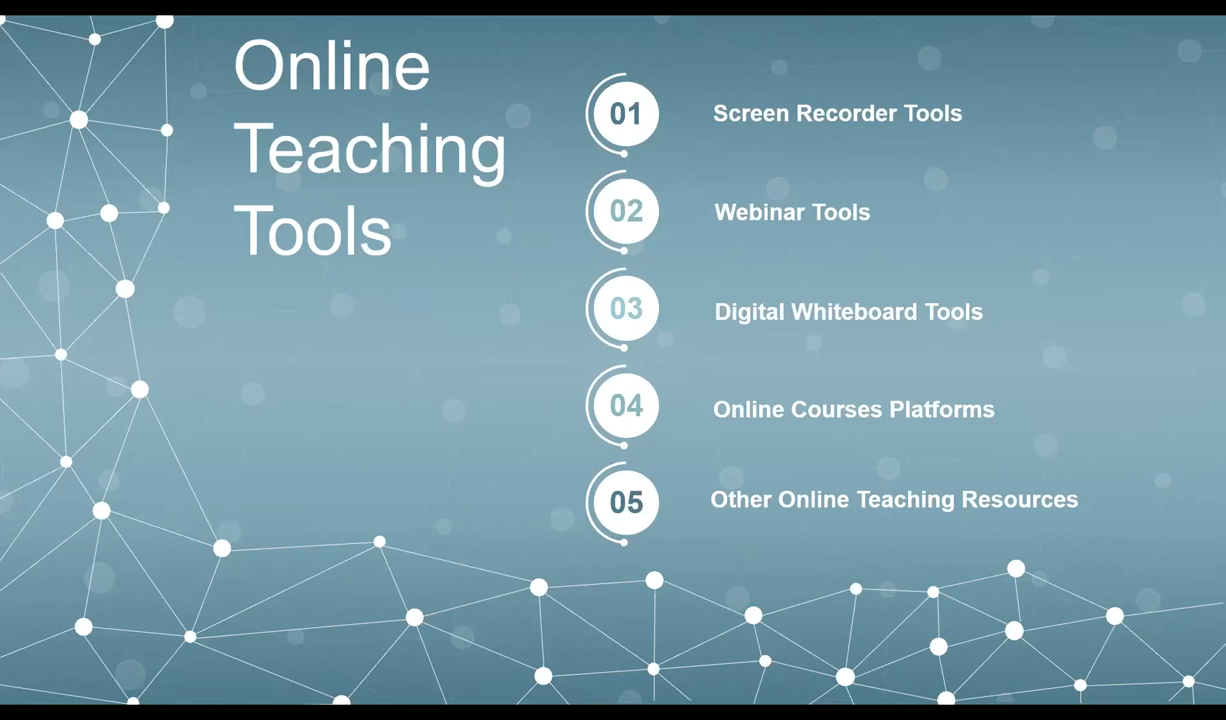 Online
Teaching
Tools
01
Screen Recorder Tools
02
Webinar Tools
03
Digital Whiteboard Tools
04
Online Courses Platforms
05
Other Online Teaching Resources